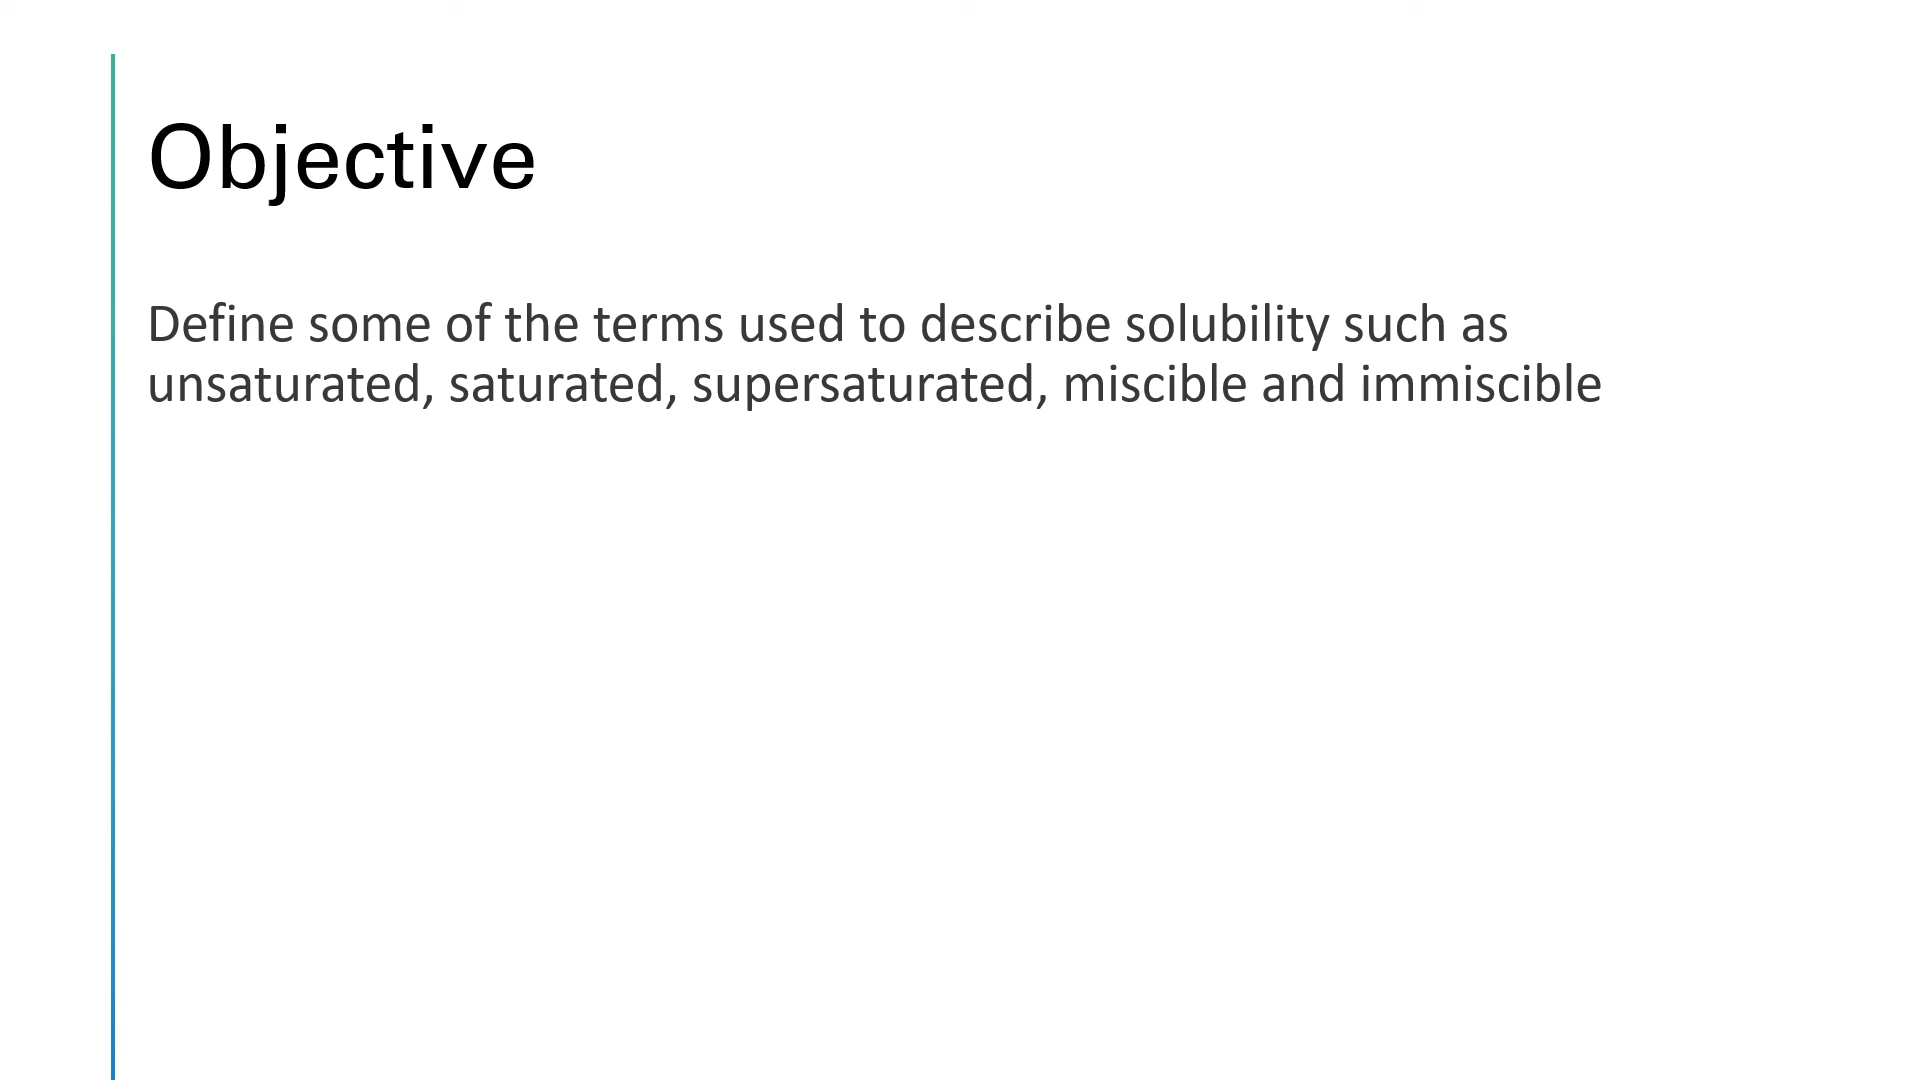 Objective
Define some of the terms used to describe solubility such as
unsaturated, saturated, supersaturated, miscible and immiscible